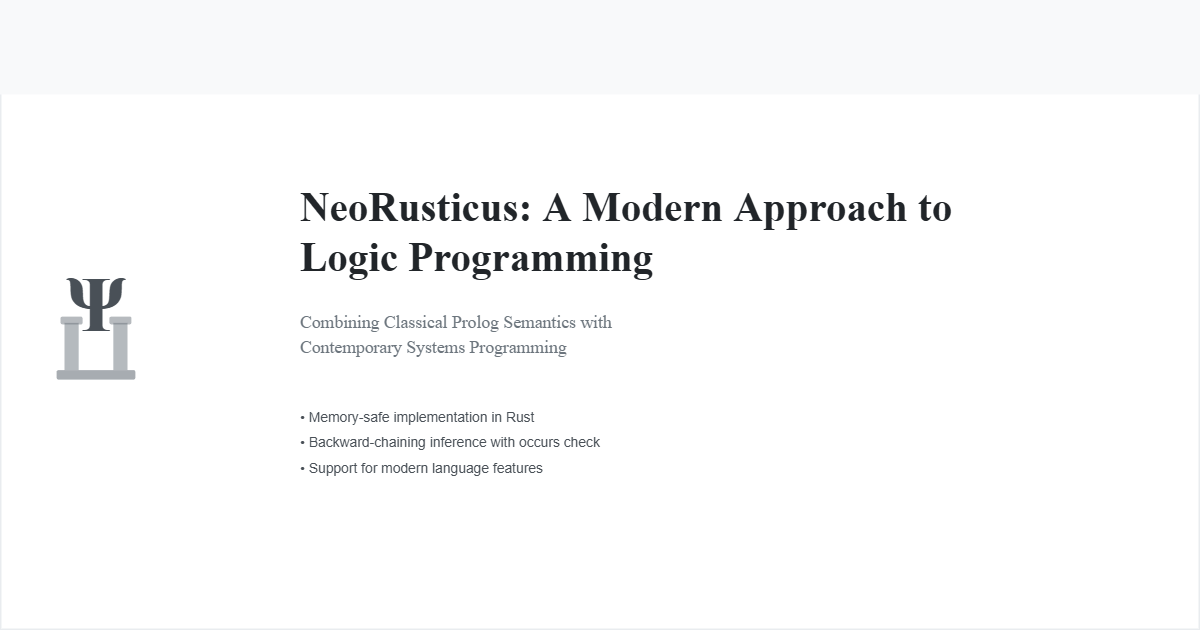 NeoRusticus: A Modern Approach to
Logic Programming
Ψ
Combining Classical Prolog Semantics with
Contemporary Systems Programming
• Memory-safe implementation in Rust
• Backward-chaining inference with occurs check
• Support for modern language features